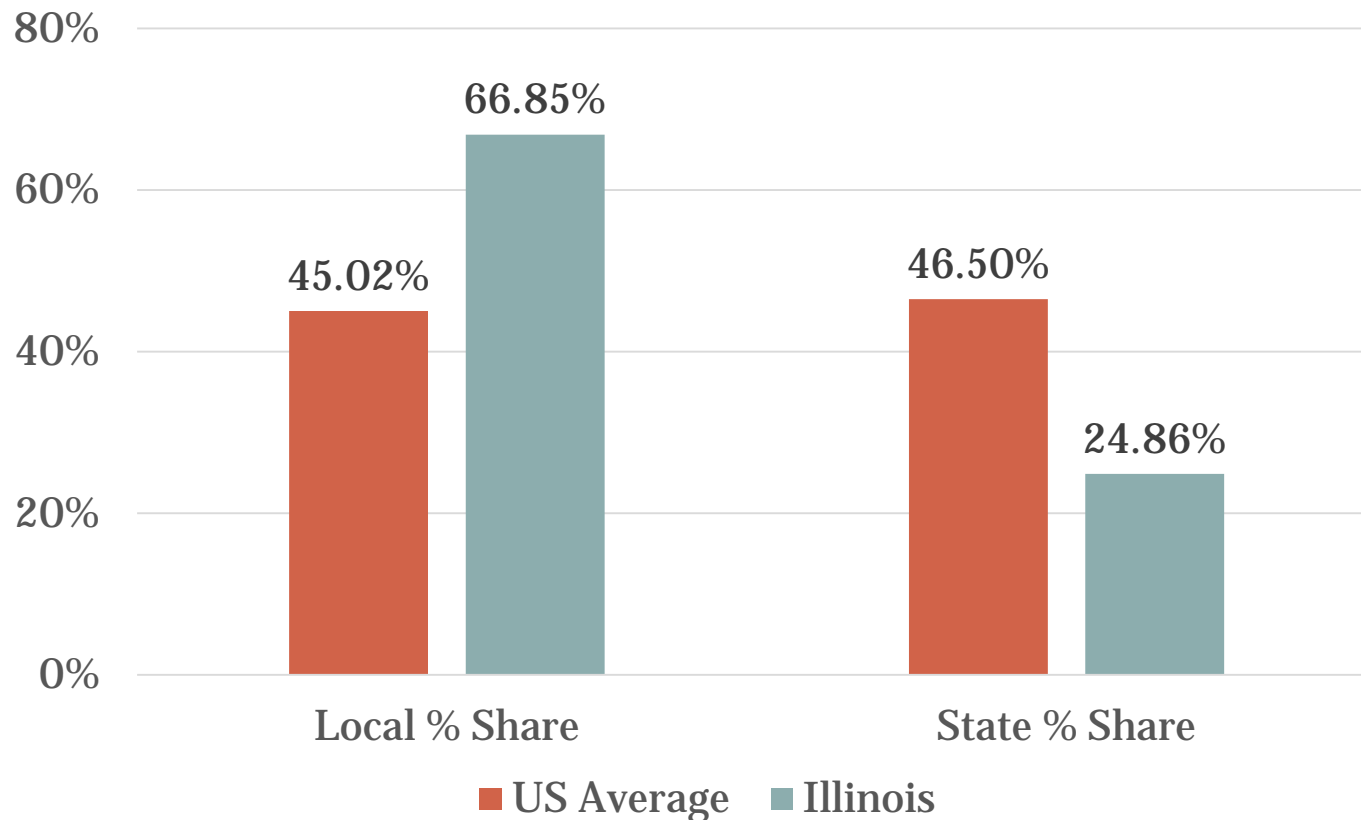 80%
66.85%
60%
45.02%
46.50%
40%
24.86%
20%
0%
Local % Share
State % Share
US Average
Illinois